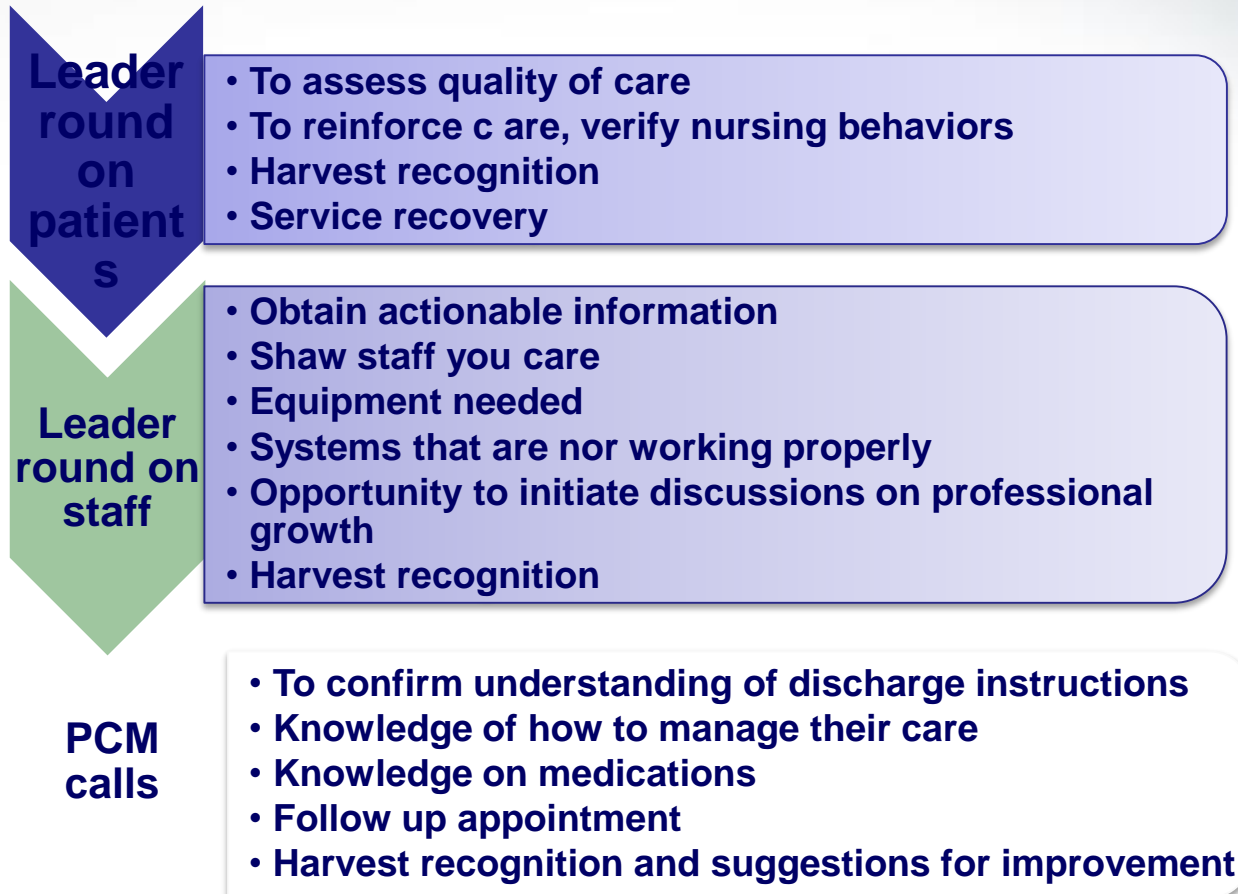 Leader
round
on
patient
s
• To assess quality of care
• To reinforce c are, verify nursing behaviors
• Harvest recognition
• Service recovery
Leader
round on
staff
• Obtain actionable information
• Shaw staff you care
• Equipment needed
• Systems that are nor working properly
• Opportunity to initiate discussions on professional
growth
• Harvest recognition
PCM
calls
• To confirm understanding of discharge instructions
• Knowledge of how to manage their care
• Knowledge on medications
• Follow up appointment
• Harvest recognition and suggestions for improvement